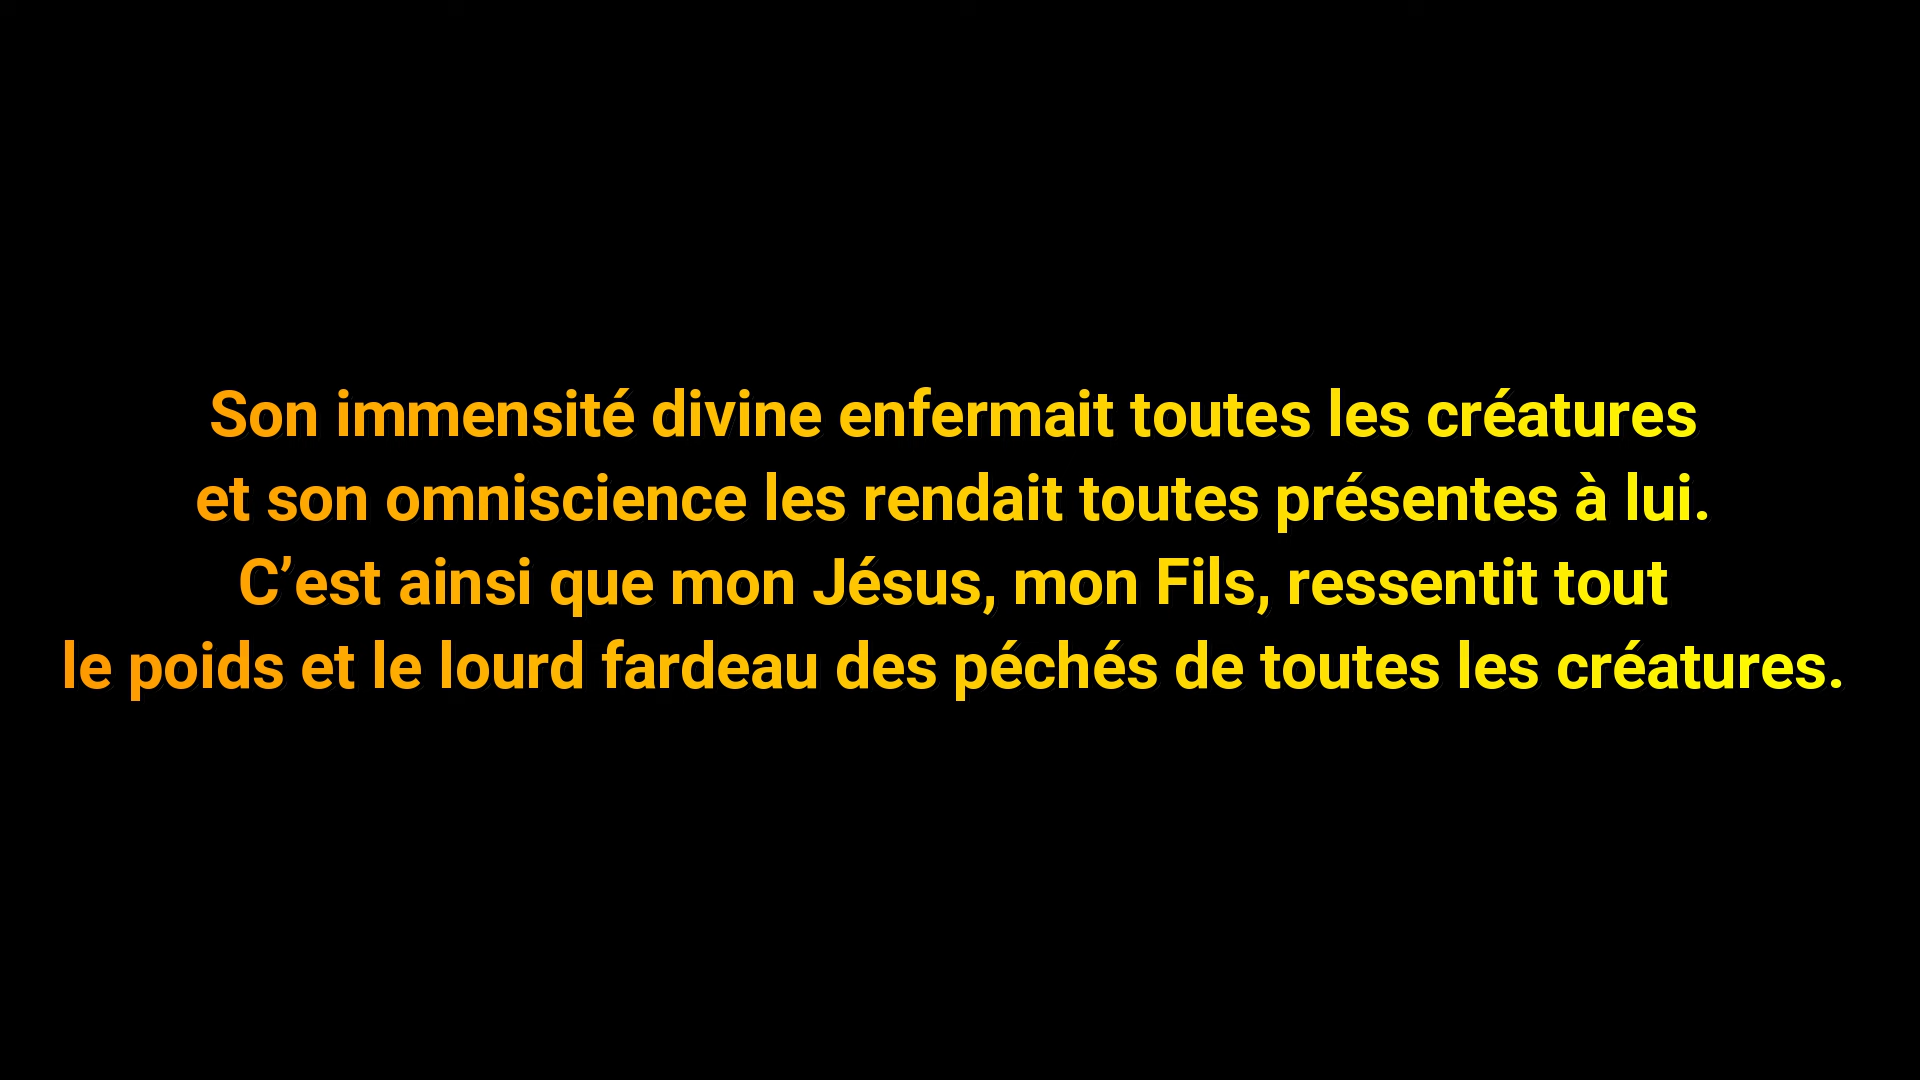 Son immensité divine enfermait toutes les créatures
et son omniscience les rendait toutes présentes à lui.
C’est ainsi que mon Jésus, mon Fils, ressentit tout
le poids et le lourd fardeau des péchés de toutes les créatures.